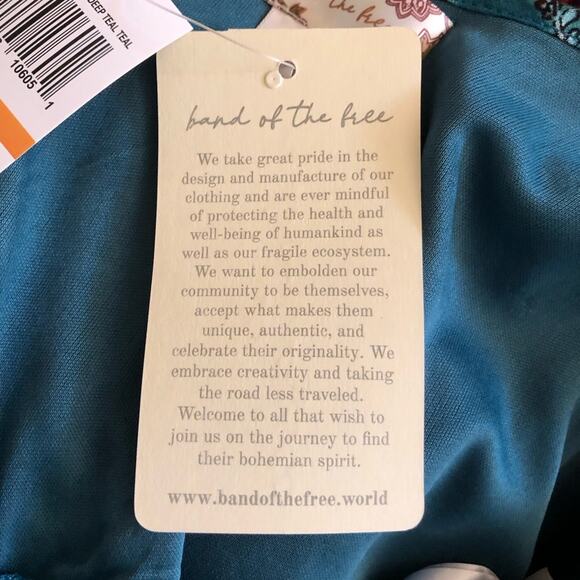 DEEP TEAL TEAL
10605 1
the free
band of the free
We take great pride in the
design and manufacture of our
clothing and are ever mindful
of protecting the health and
well-being of humankind as
well as our fragile ecosystem.
We want to embolden our
community to be themselves,
accept what makes them
unique, authentic, and
celebrate their originality. We
embrace creativity and taking
the road less traveled.
Welcome to all that wish to
join us on the journey to find
their bohemian spirit.
www.bandofthefree.world